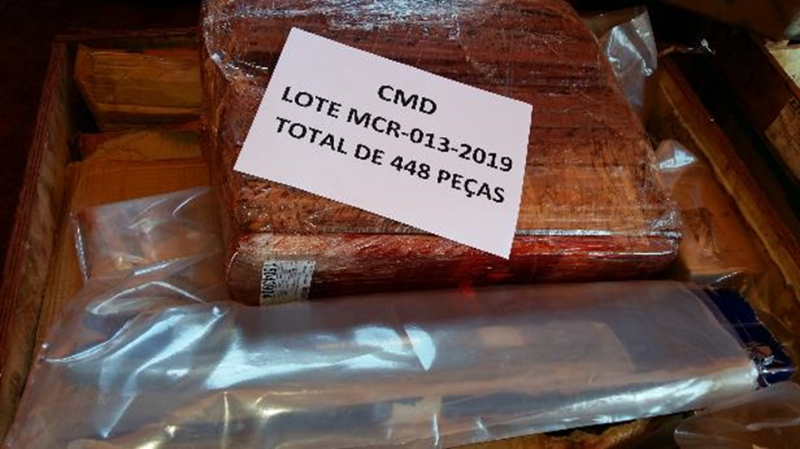 CMD
LOTE MCR-013-2019
TOTAL DE 448 PEÇAS